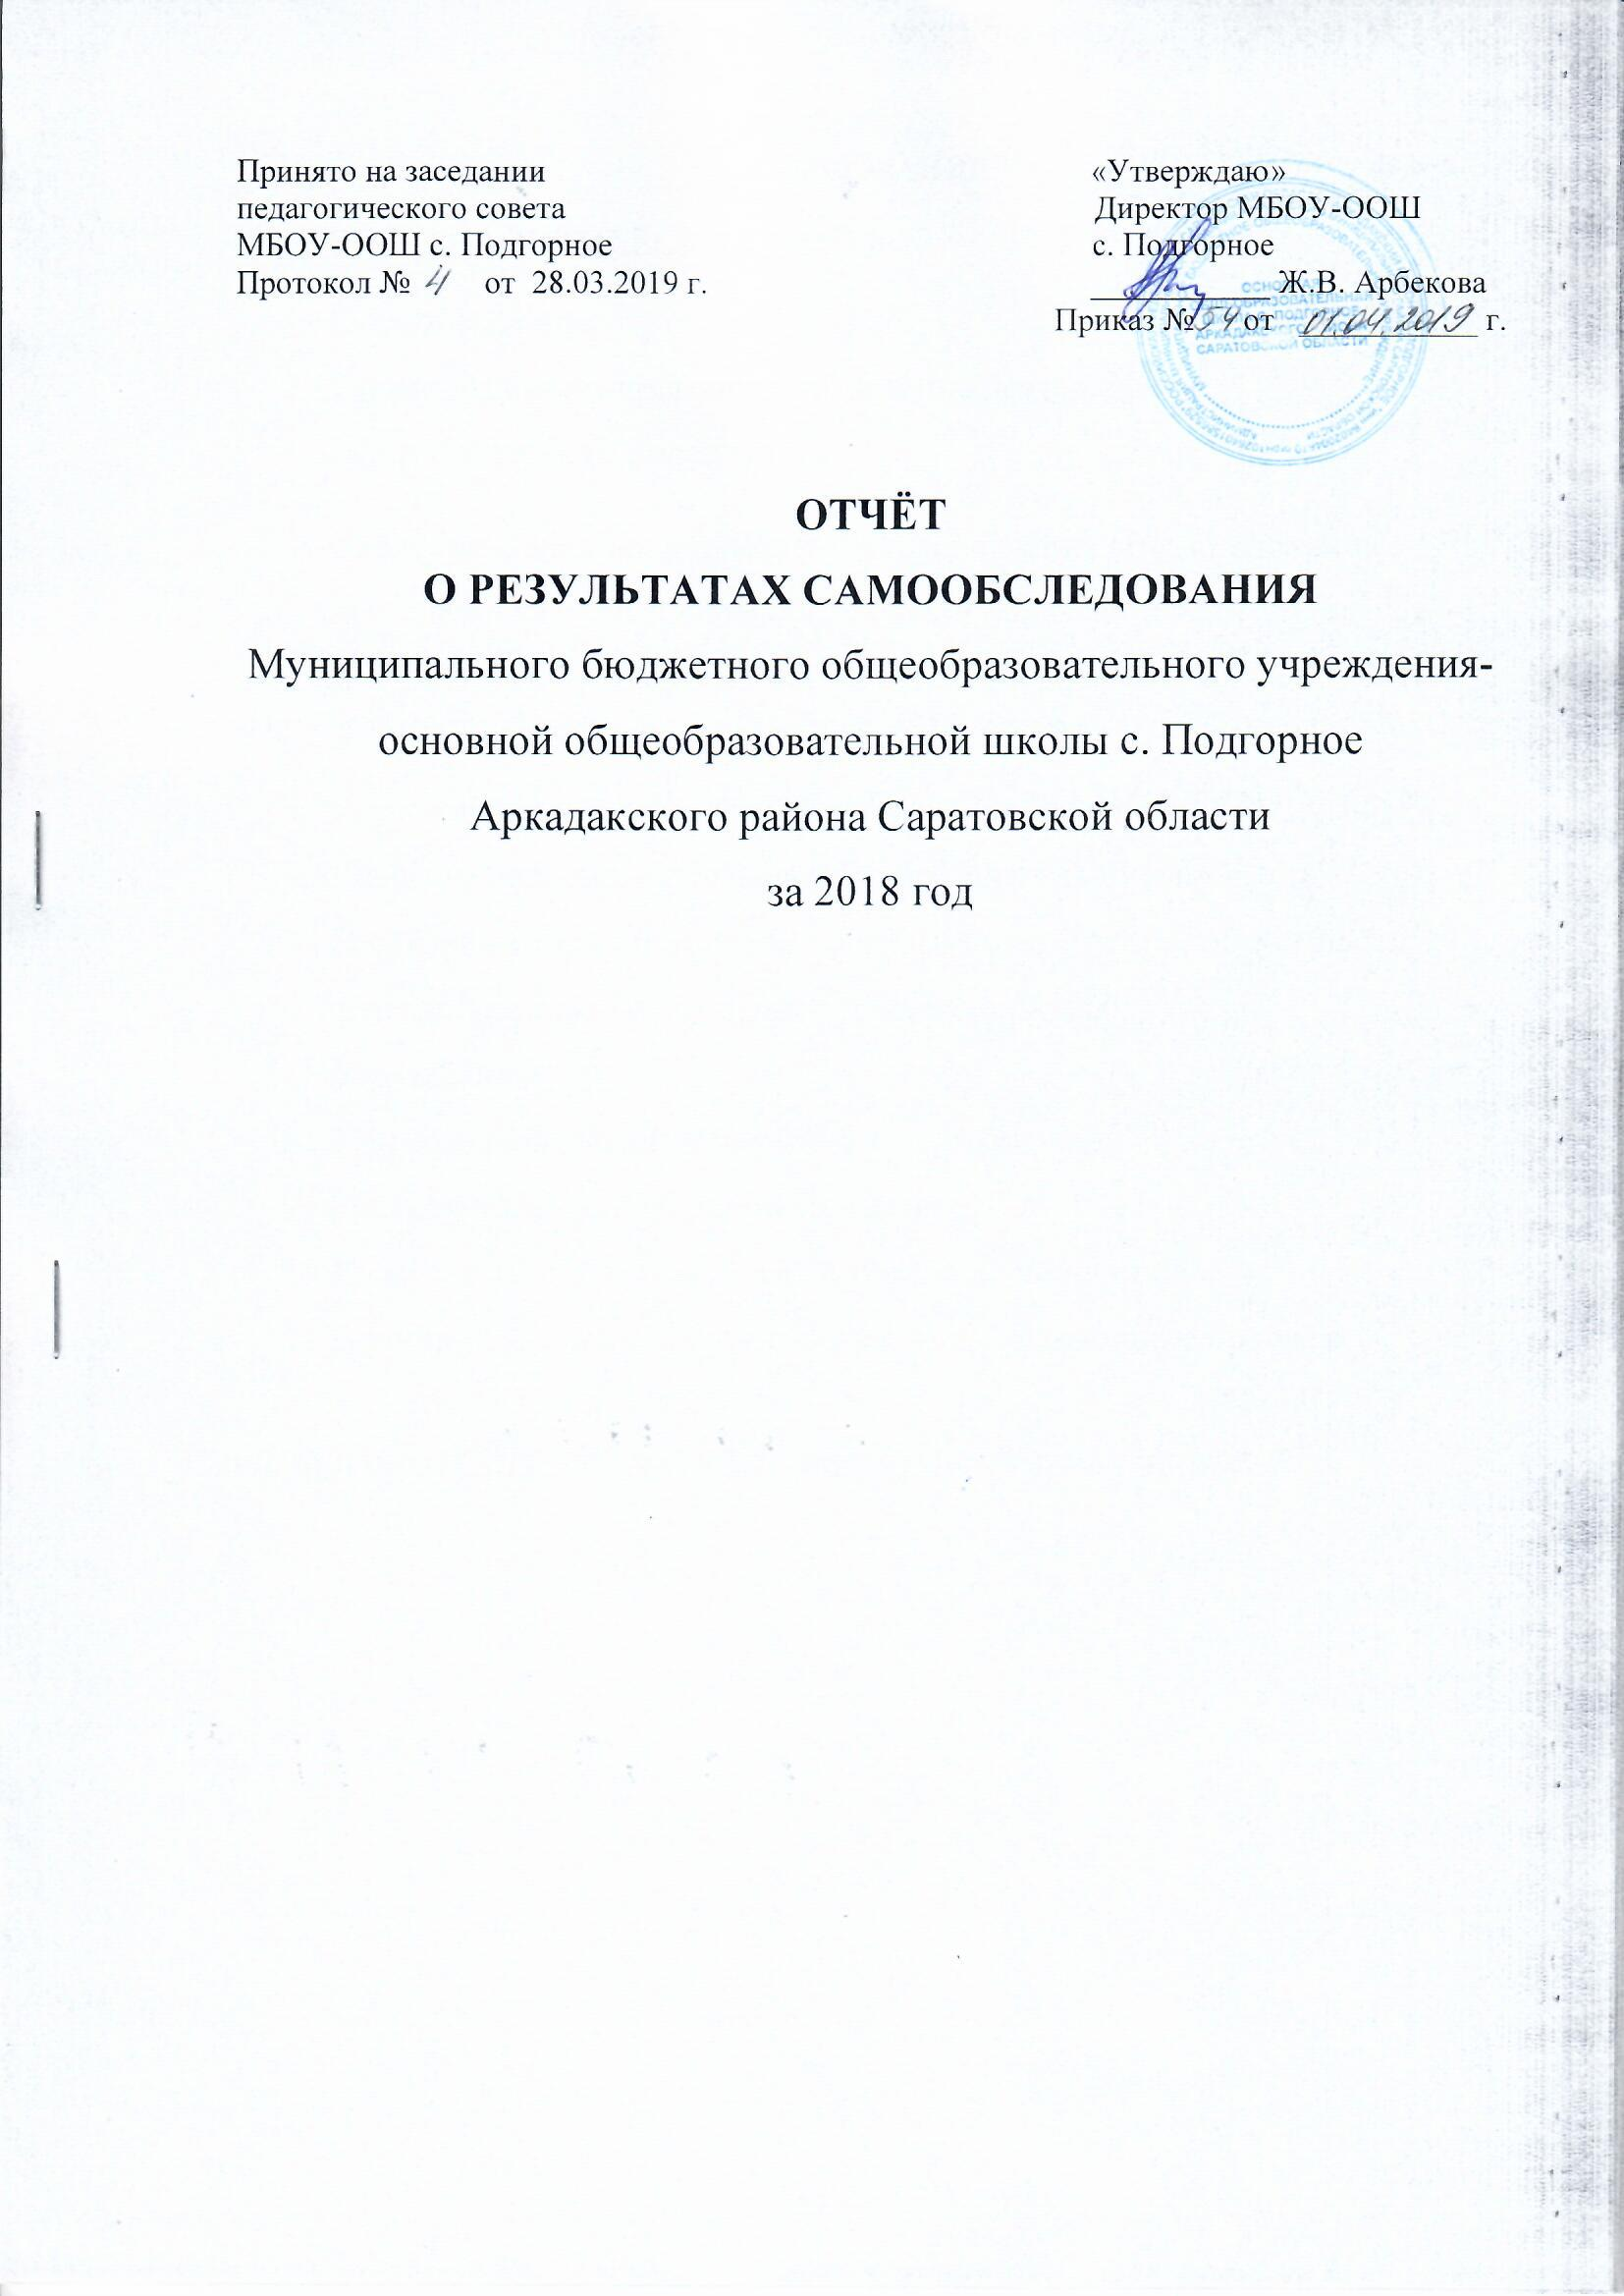 Принято на заседании
педагогического совета
МБОУ-ООШ с. Подгорное
Протокол № 4 от 28.03.2019 г.
«Утверждаю»
Директор МБОУ-ООШ
с. Подгорное
Ж.В. Арбекова
Приказ № 54 от 01.04.2019 г.
САРАТОВСКОЙ ОБЛАСТИ
ОТЧЁТ
О РЕЗУЛЬТАТАХ САМООБСЛЕДОВАНИЯ
Муниципального бюджетного общеобразовательного учреждения-
основной общеобразовательной школы с. Подгорное
Аркадакского района Саратовской области
за 2018 год